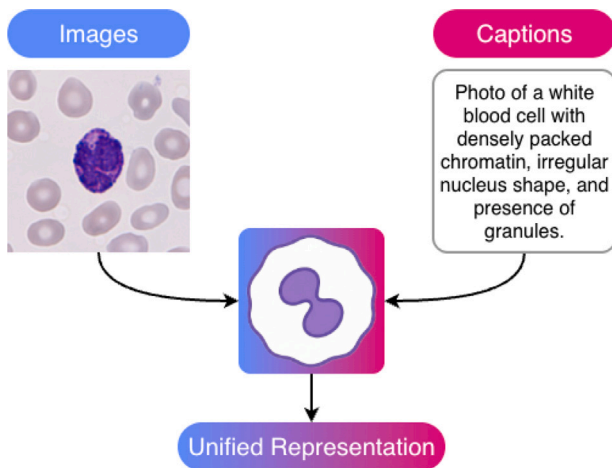 Images
Captions
Photo of a white
blood cell with
densely packed
chromatin, irregular
nucleus shape, and
presence of
granules.
Unified Representation